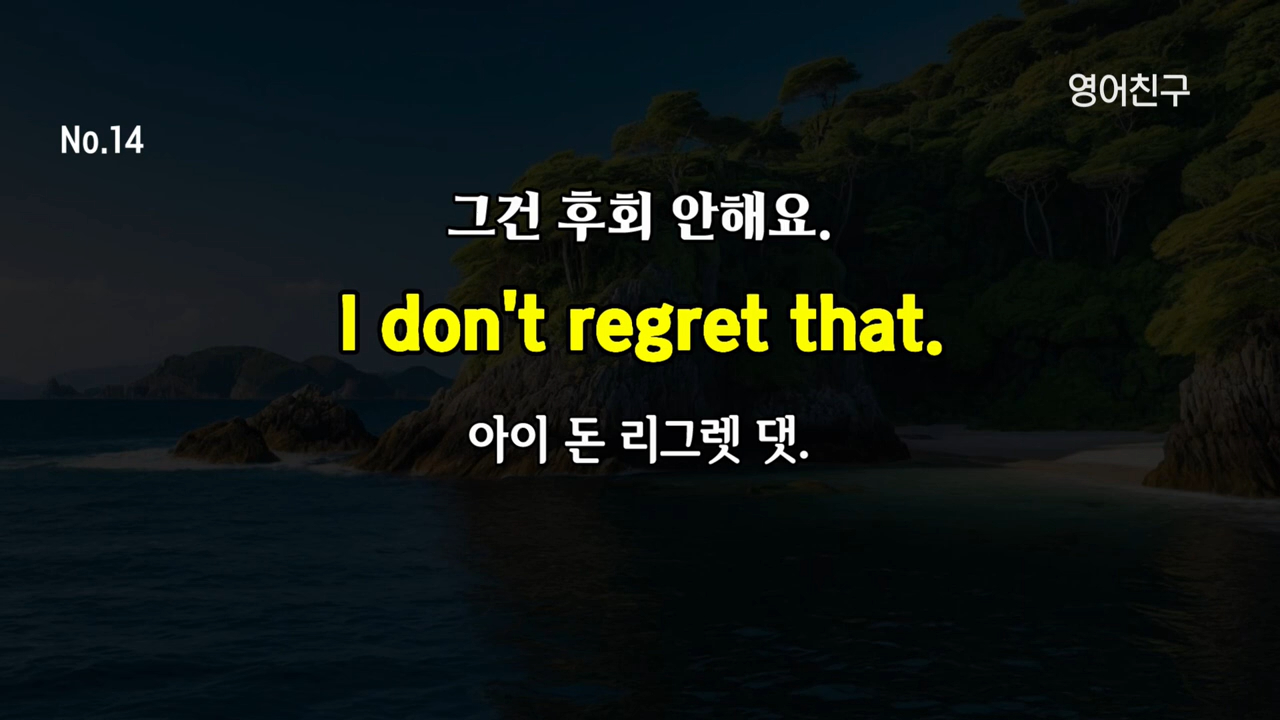 영어친구
No.14
그건 후회 안해요.
I don't regret that.
아이 돈 리그렛 댓.